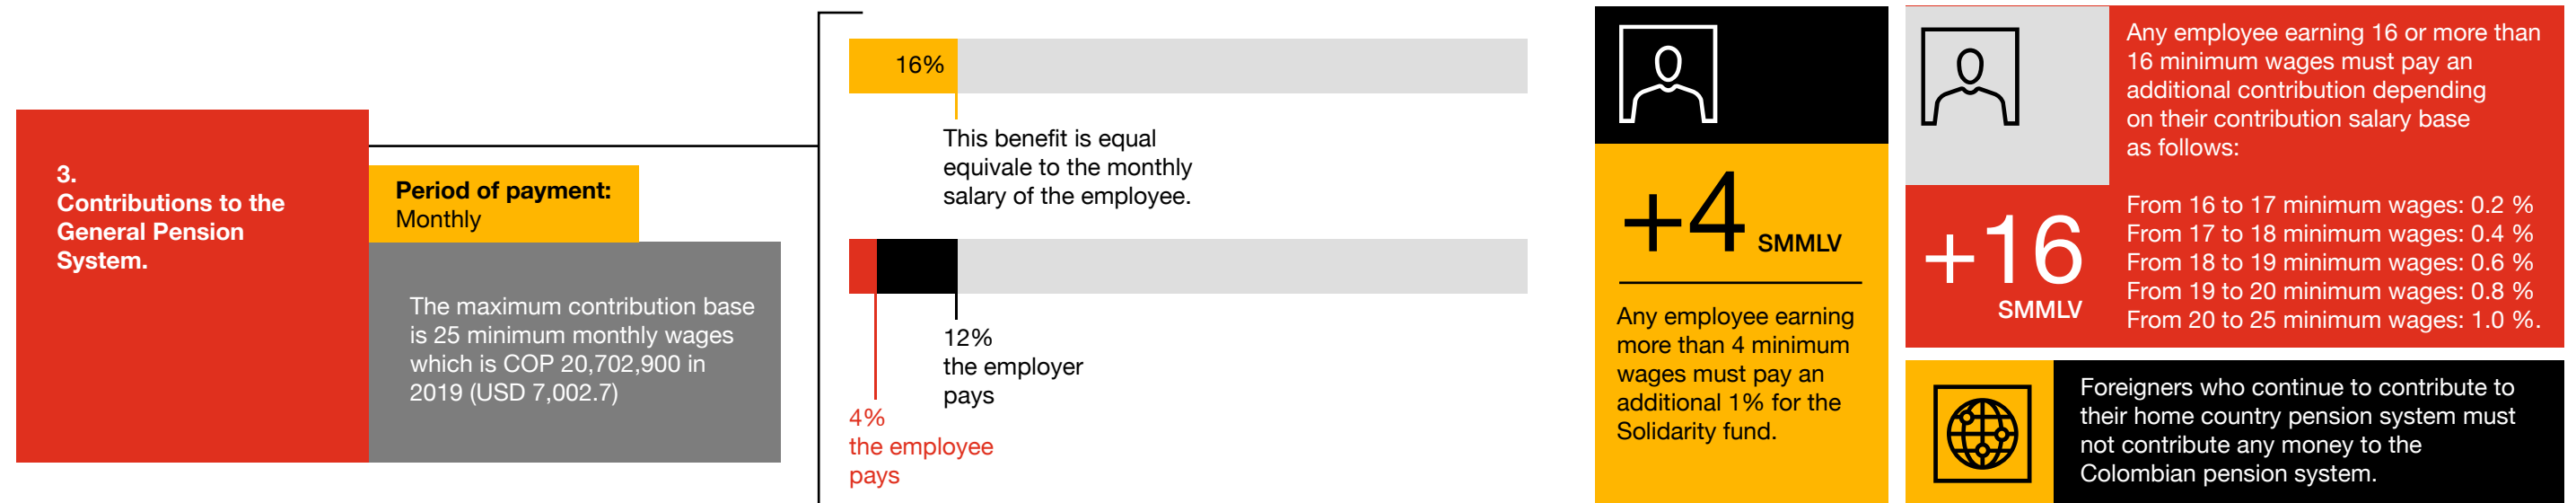 3.
Contributions to the
General Pension
System.
Period of payment:
Monthly
The maximum contribution base
is 25 minimum monthly wages
which is COP 20,702,900 in
2019 (USD 7,002.7)
16%
This benefit is equal
equivale to the monthly
salary of the employee.
12%
the employer
pays
4%
the employee
pays
+4 SMMLV
Any employee earning
more than 4 minimum
wages must pay an
additional 1% for the
Solidarity fund.
+16
SMMLV
Any employee earning 16 or more than
16 minimum wages must pay an
additional contribution depending
on their contribution salary base
as follows:
From 16 to 17 minimum wages: 0.2 %
From 17 to 18 minimum wages: 0.4 %
From 18 to 19 minimum wages: 0.6 %
From 19 to 20 minimum wages: 0.8 %
From 20 to 25 minimum wages: 1.0 %.
Foreigners who continue to contribute to
their home country pension system must
not contribute any money to the
Colombian pension system.